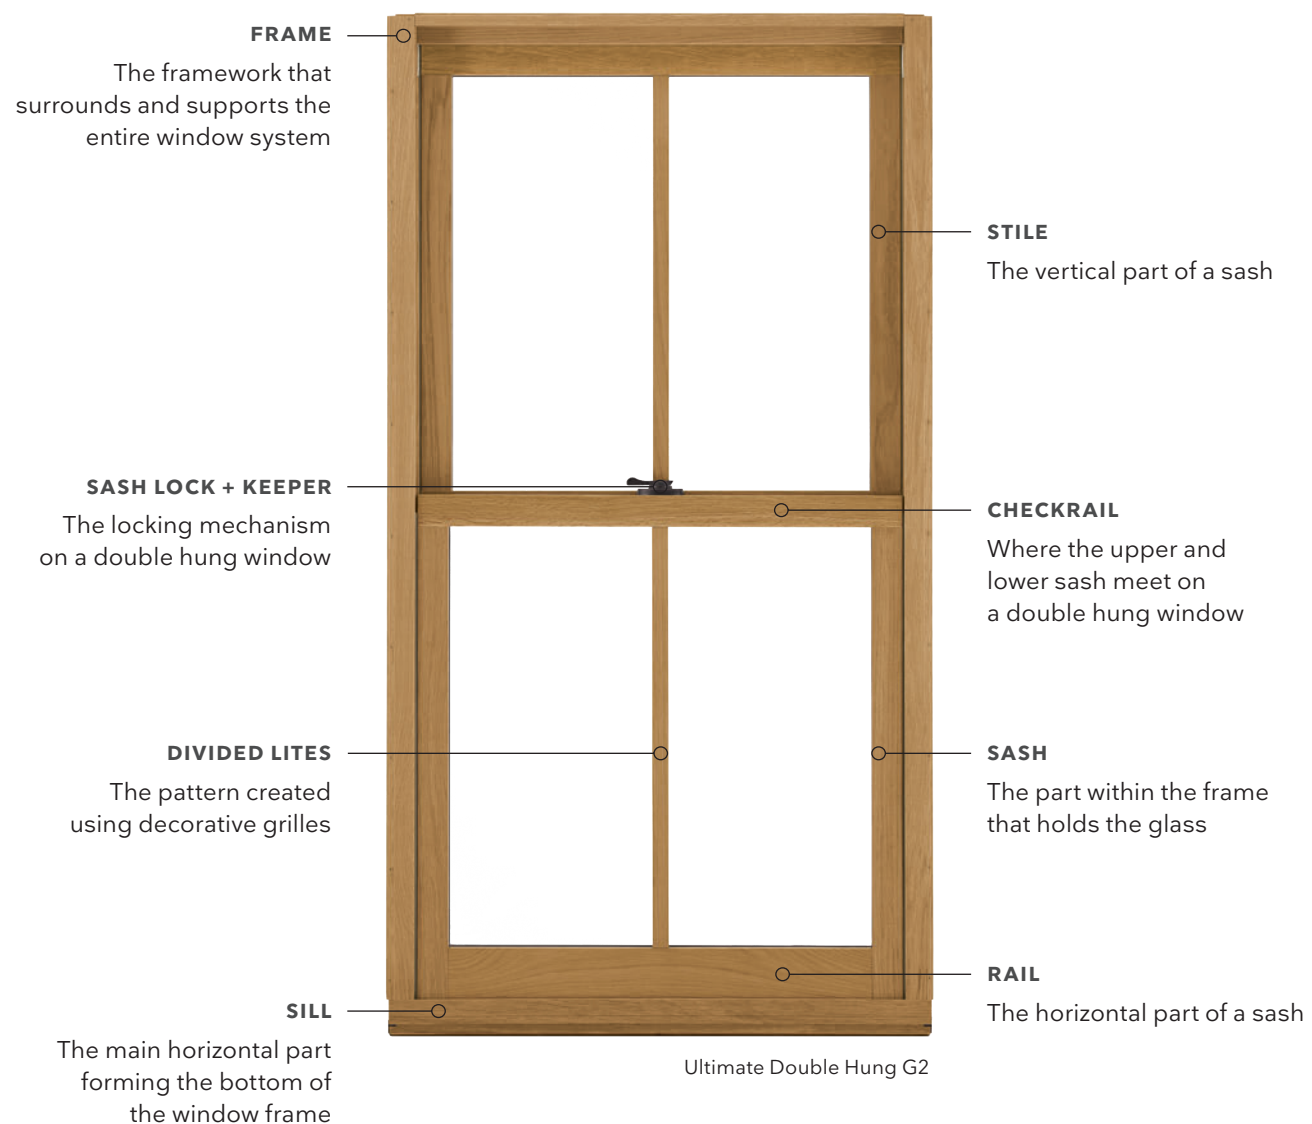 FRAME
The framework that
surrounds and supports the
entire window system
STILE
The vertical part of a sash
SASH LOCK + KEEPER
The locking mechanism
on a double hung window
CHECKRAIL
Where the upper and
lower sash meet on
a double hung window
DIVIDED LITES
The pattern created
using decorative grilles
SASH
The part within the frame
that holds the glass
RAIL
The horizontal part of a sash
SILL
The main horizontal part
forming the bottom of
the window frame
Ultimate Double Hung G2